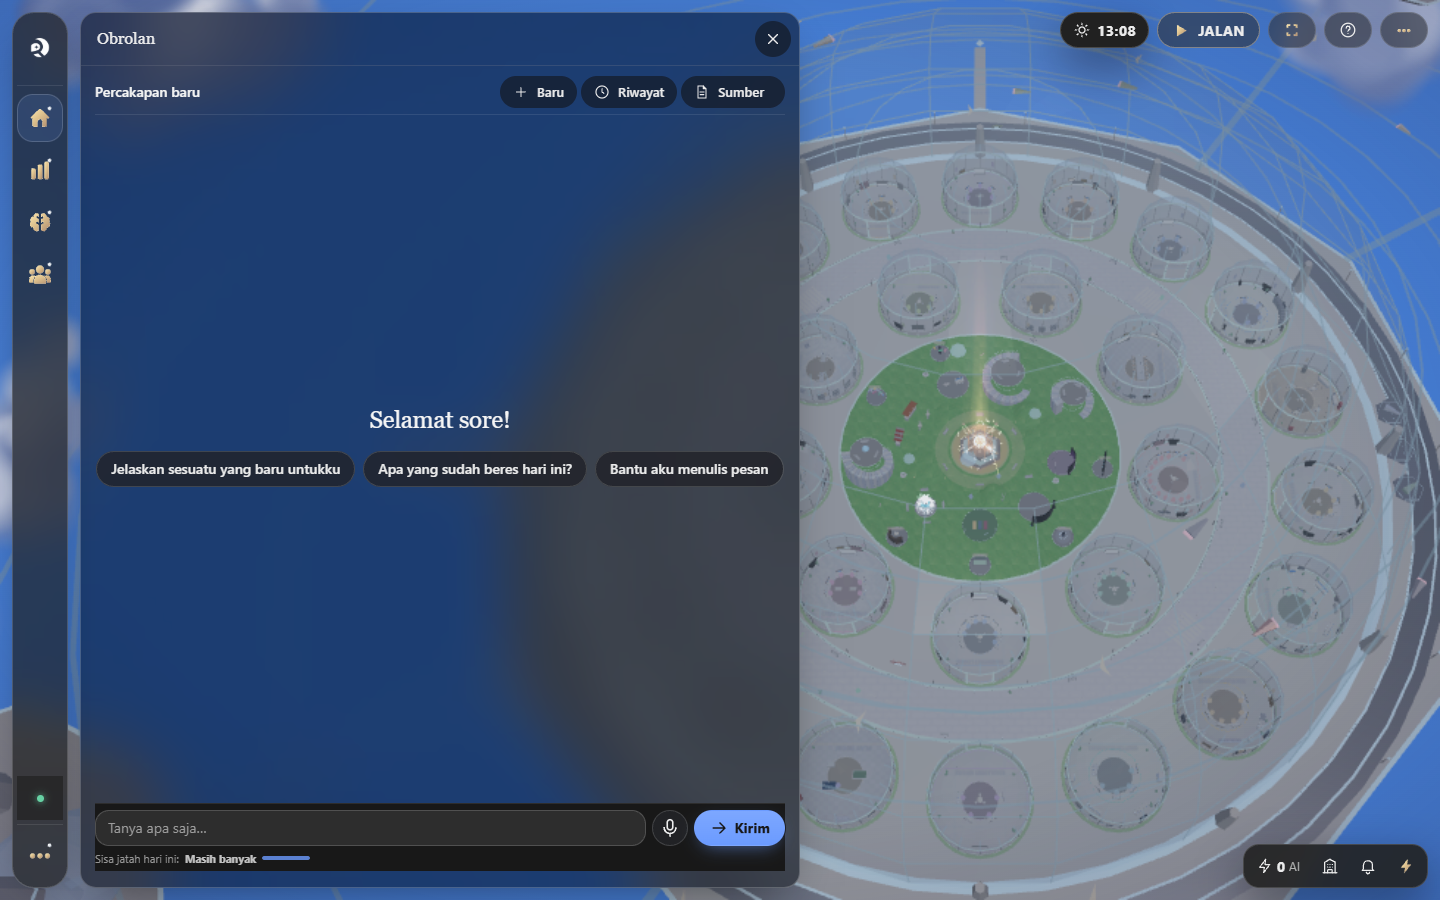 Obrolan
13:08
JALAN
Percakapan baru
Baru
Riwayat
Sumber
Selamat sore!
Jelaskan sesuatu yang baru untukku
Apa yang sudah beres hari ini?
Bantu aku menulis pesan
Tanya apa saja...
Kirim
Sisa jatah hari ini: Masih banyak
0 AI